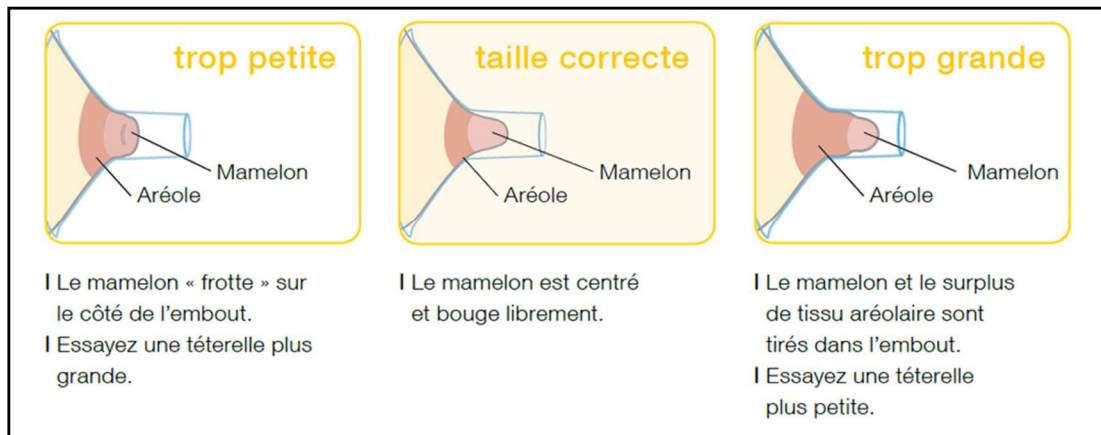 trop petite
Mamelon
Aréole
I Le mamelon « frotte » sur
le côté de l'embout.
I Essayez une téterelle plus
grande.
taille correcte
Mamelon
Aréole
I Le mamelon est centré
et bouge librement.
trop grande
Mamelon
Aréole
I Le mamelon et le surplus
de tissu aréolaire sont
tirés dans l'embout.
I Essayez une téterelle
plus petite.